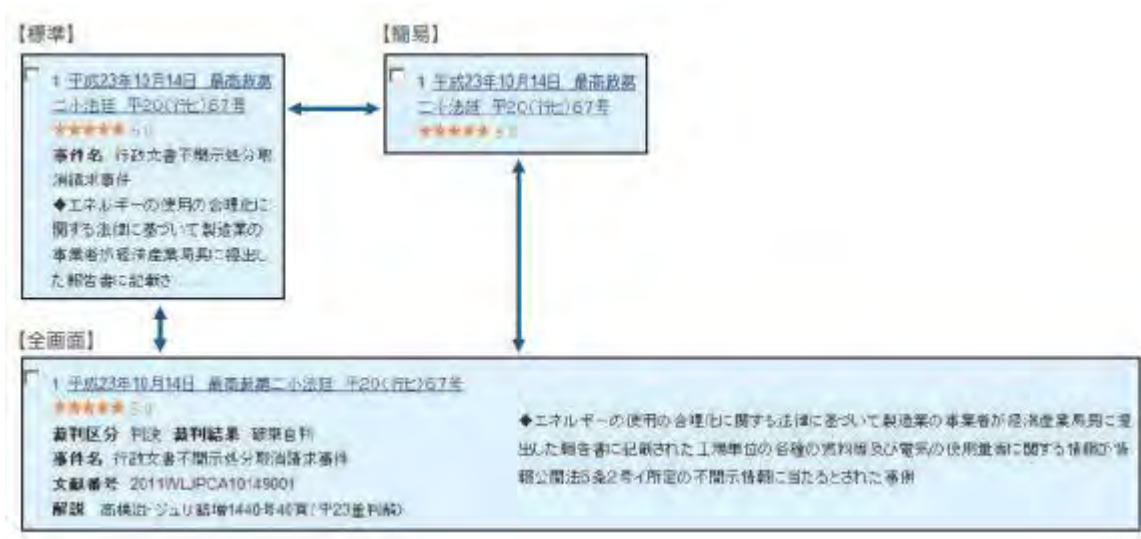 【標準】
1 平成23年10月14日 最高裁第
二小法廷 平20(行ヒ)67号
★★★★★ 5.0
事件名 行政文書不開示処分取
消請求事件
◆エネルギーの使用の合理化に
関する法律に基づいて製造業の
事業者が経済産業局長に提出し
た報告書に記載さ……
【簡易】
1 平成23年10月14日 最高裁第
二小法廷 平20(行ヒ)67号
★★★★★ 5.0
【全画面】
1 平成23年10月14日 最高裁第二小法廷 平20(行ヒ)67号
★★★★★ 5.0
裁判区分 判決 裁判結果 破棄自判
事件名 行政文書不開示処分取消請求事件
文献番号 2011WLJPCA10149001
解説 高橋滋・ジュリ臨増1440号40頁(平23重判解)
◆エネルギーの使用の合理化に関する法律に基づいて製造業の事業者が経済産業局長に提
出した報告書に記載された工場単位の各種の燃料等及び電気の使用量等に関する情報が情
報公開法5条2号イ所定の不開示情報に当たるとされた事例